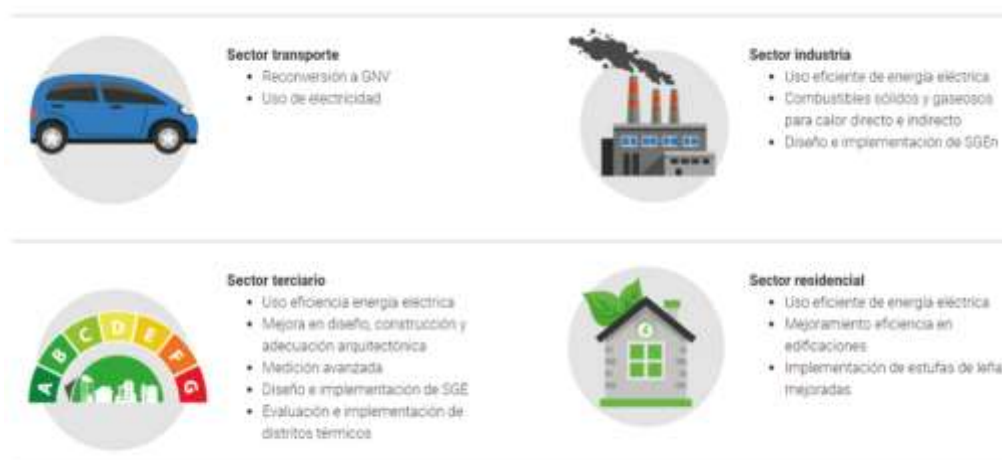 Sector transporte
Reconversión a GNV
Uso de electricidad
Sector industria
Uso eficiente de energía eléctrica
Combustibles sólidos y gaseosos
para calor directo e indirecto
Diseño e implementación de SGEn
Sector terciario
Uso eficiencia energía eléctrica
Mejora en diseño, construcción y
adecuación arquitectónica
Medición avanzada
Diseño e implementación de SGE
Evaluación e implementación de
distritos térmicos
A
B
C
D
E
F
G
Sector residencial
Uso eficiente de energía eléctrica
Mejoramiento eficiencia en
edificaciones
Implementación de estufas de leña
mejoradas